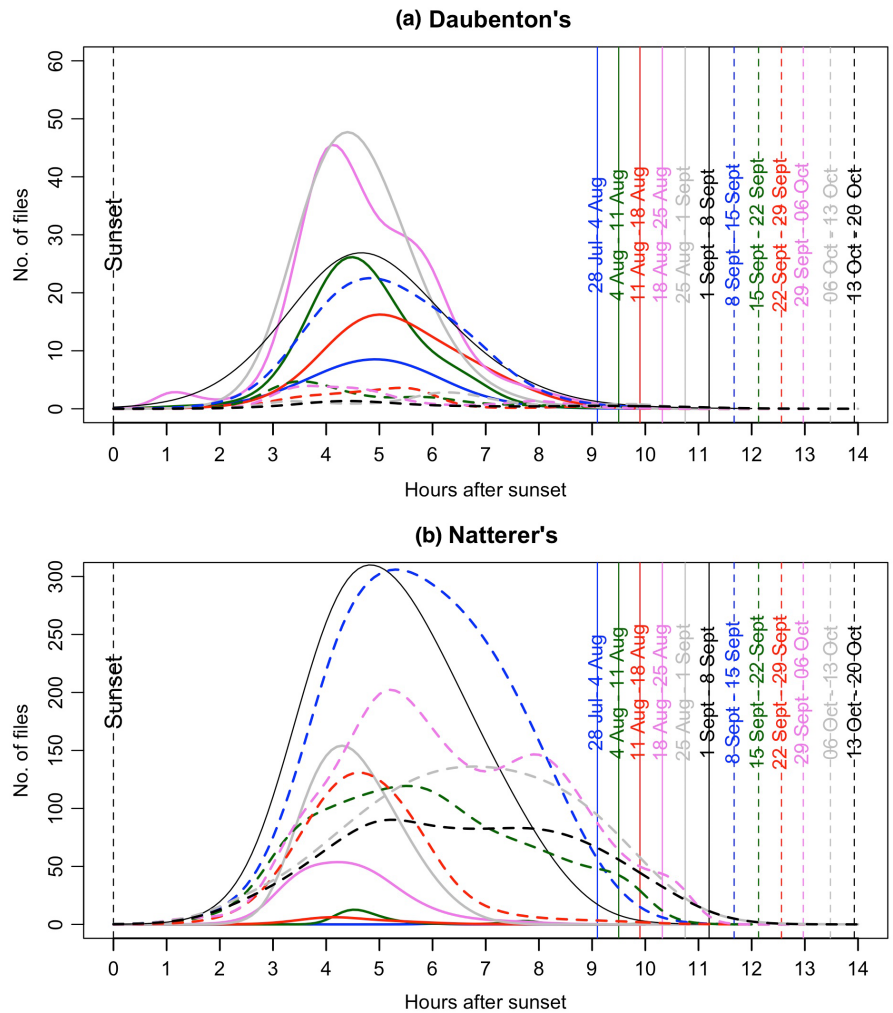 (a) Daubenton's
No. of files
60
50
40
30
20
10
0
Sunset
28 Jul- 4 Aug
4 Aug - 11 Aug
11 Aug -18 Aug
18 Aug -25 Aug
25 Aug - 1 Sept
1 Sept - 8 Sept
8 Sept - 15 Sept
15 Sept - 22 Sept
22 Sept - 29 Sept
29 Sept - 06 Oct
06 Oct - 13 Oct
13 Oct - 20 Oct
0 1 2 3 4 5 6 7 8 9 10 11 12 13 14
Hours after sunset
(b) Natterer's
No. of files
300
250
200
150
100
50
0
Sunset
28 Jul- 4 Aug
4 Aug - 11 Aug
11 Aug -18 Aug
18 Aug -25 Aug
25 Aug - 1 Sept
1 Sept - 8 Sept
8 Sept - 15 Sept
15 Sept - 22 Sept
22 Sept - 29 Sept
29 Sept - 06 Oct
06 Oct - 13 Oct
13 Oct - 20 Oct
0 1 2 3 4 5 6 7 8 9 10 11 12 13 14
Hours after sunset